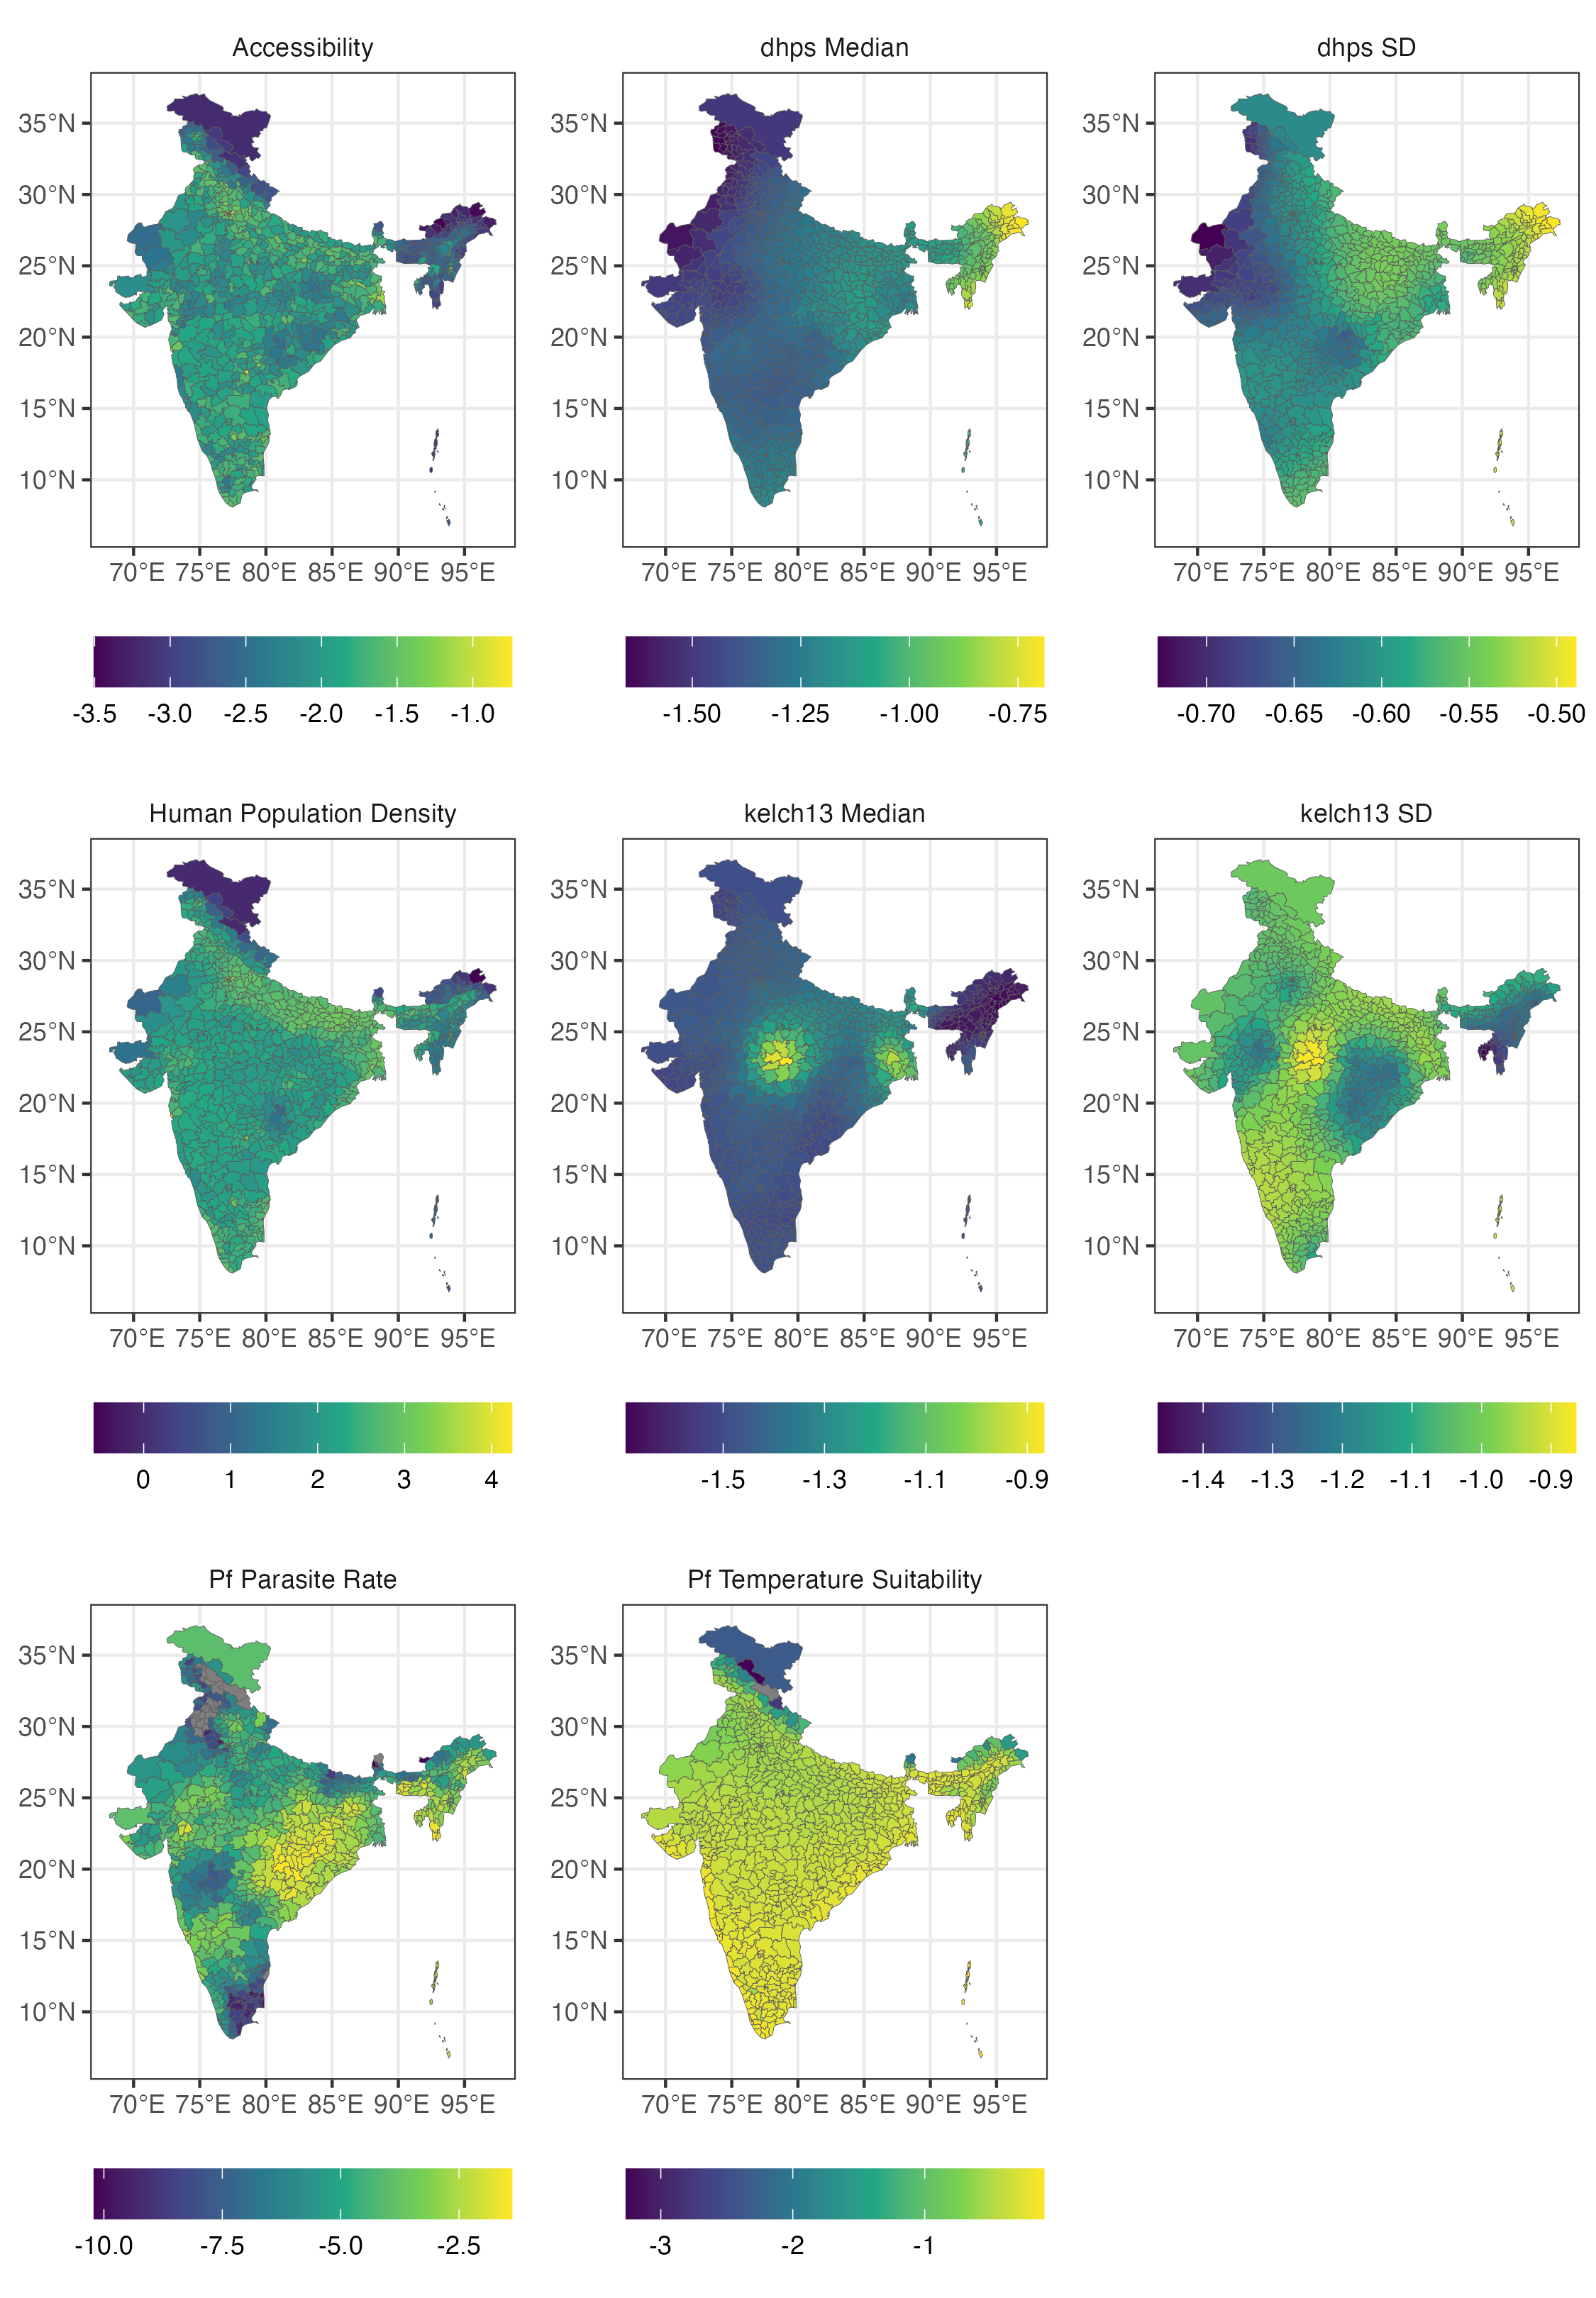 Accessibility
dhps Median
dhps SD
35°N
30°N
25°N
20°N
15°N
10°N
70°E 75°E 80°E 85°E 90°E 95°E
35°N
30°N
25°N
20°N
15°N
10°N
70°E 75°E 80°E 85°E 90°E 95°E
35°N
30°N
25°N
20°N
15°N
10°N
70°E 75°E 80°E 85°E 90°E 95°E
-3.5 -3.0 -2.5 -2.0 -1.5 -1.0
-1.50 -1.25 -1.00 -0.75
-0.70 -0.65 -0.60 -0.55 -0.50
Human Population Density
kelch13 Median
kelch13 SD
35°N
30°N
25°N
20°N
15°N
10°N
70°E 75°E 80°E 85°E 90°E 95°E
35°N
30°N
25°N
20°N
15°N
10°N
70°E 75°E 80°E 85°E 90°E 95°E
35°N
30°N
25°N
20°N
15°N
10°N
70°E 75°E 80°E 85°E 90°E 95°E
0 1 2 3 4
-1.5 -1.3 -1.1 -0.9
-1.4 -1.3 -1.2 -1.1 -1.0 -0.9
Pf Parasite Rate
Pf Temperature Suitability
35°N
30°N
25°N
20°N
15°N
10°N
70°E 75°E 80°E 85°E 90°E 95°E
35°N
30°N
25°N
20°N
15°N
10°N
70°E 75°E 80°E 85°E 90°E 95°E
-10.0 -7.5 -5.0 -2.5
-3 -2 -1